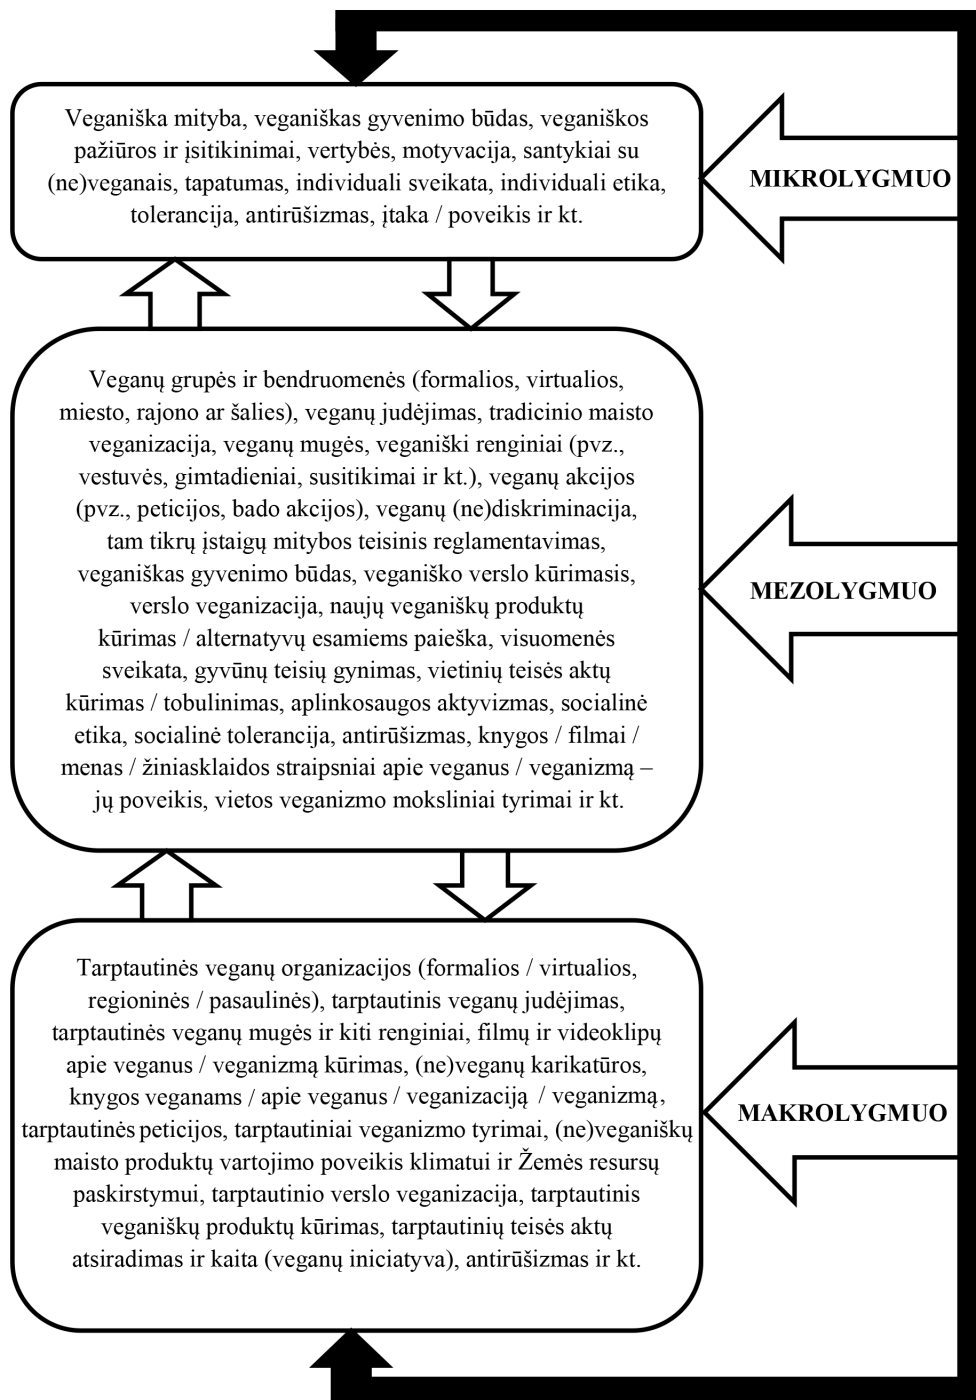 Veganiška mityba, veganiškas gyvenimo būdas, veganiškos
pažiūros ir įsitikinimai, vertybės, motyvacija, santykiai su
(ne)veganais, tapatumas, individuali sveikata, individuali etika,
tolerancija, antirūšizmas, įtaka / poveikis ir kt.
MIKROLYGMUO
Veganų grupės ir bendruomenės (formalios, virtualios,
miesto, rajono ar šalies), veganų judėjimas, tradicinio maisto
veganizacija, veganų mugės, veganiški renginiai (pvz.,
vestuvės, gimtadieniai, susitikimai ir kt.), veganų akcijos
(pvz., peticijos, bado akcijos), veganų (ne)diskriminacija,
tam tikrų įstaigų mitybos teisinis reglamentavimas,
veganiškas gyvenimo būdas, veganiško verslo kūrimasis,
verslo veganizacija, naujų veganiškų produktų
kūrimas / alternatyvų esamiems paieška, visuomenės
sveikata, gyvūnų teisių gynimas, vietinių teisės aktų
kūrimas / tobulinimas, aplinkosaugos aktyvizmas, socialinė
etika, socialinė tolerancija, antirūšizmas, knygos / filmai /
menas / žiniasklaidos straipsniai apie veganus / veganizmą –
jų poveikis, vietos veganizmo moksliniai tyrimai ir kt.
MEZOLYGMUO
Tarptautinės veganų organizacijos (formalios / virtualios,
regioninės / pasaulinės), tarptautinis veganų judėjimas,
tarptautinės veganų mugės ir kiti renginiai, filmų ir videoklipų
apie veganus / veganizmą kūrimas, (ne)veganų karikatūros,
knygos veganams / apie veganus / veganizaciją / veganizmą,
tarptautinės peticijos, tarptautiniai veganizmo tyrimai, (ne)veganiškų
maisto produktų vartojimo poveikis klimatui ir Žemės resursų
paskirstymui, tarptautinio verslo veganizacija, tarptautinis
veganiškų produktų kūrimas, tarptautinių teisės aktų
atsiradimas ir kaita (veganų iniciatyva), antirūšizmas ir kt.
MAKROLYGMUO